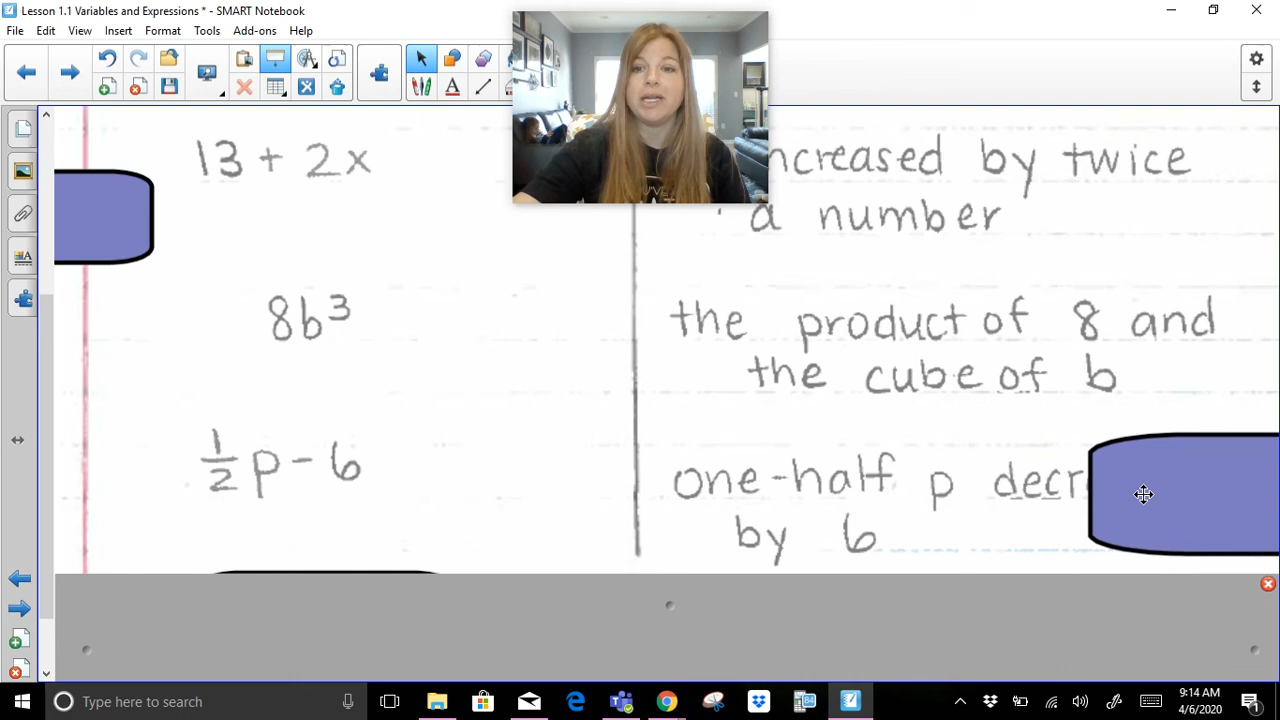 Lesson 1.1 Variables and Expressions * - SMART Notebook
File Edit View Insert Format Tools Add-ons Help
13 + 2x
increased by twice
a number
8b³
the product of 8 and
the cube of b
½p - 6
one-half p decr
by 6
Type here to search
9:14 AM
4/6/2020